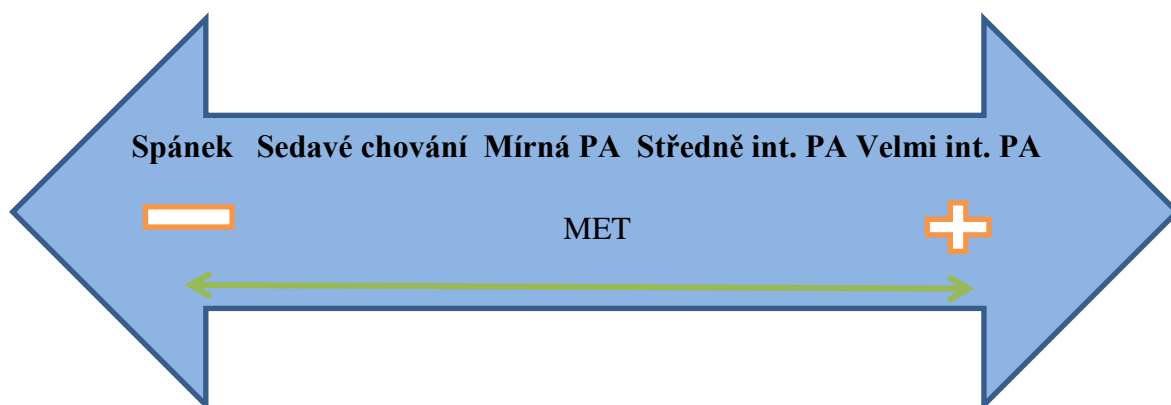 Spánek Sedavé chování Mírná PA Středně int. PA Velmi int. PA
MET